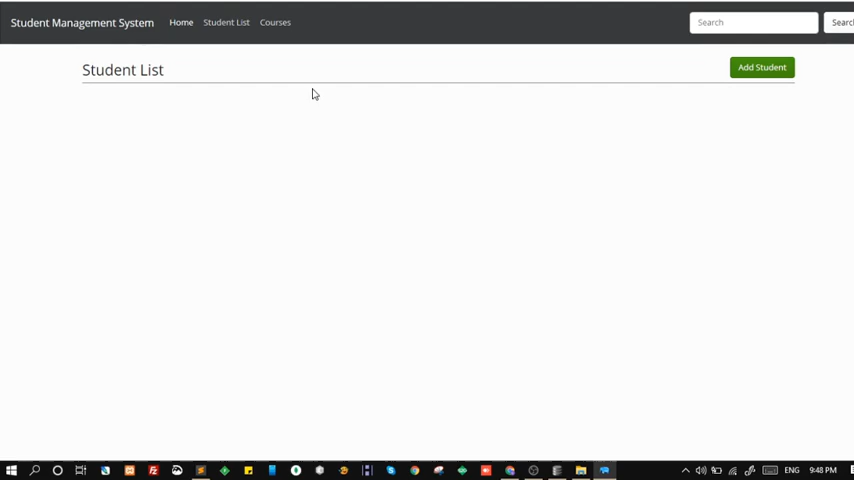 Student Management System Home Student List Courses Search Searc
Student List Add Student
ENG 9:48 PM